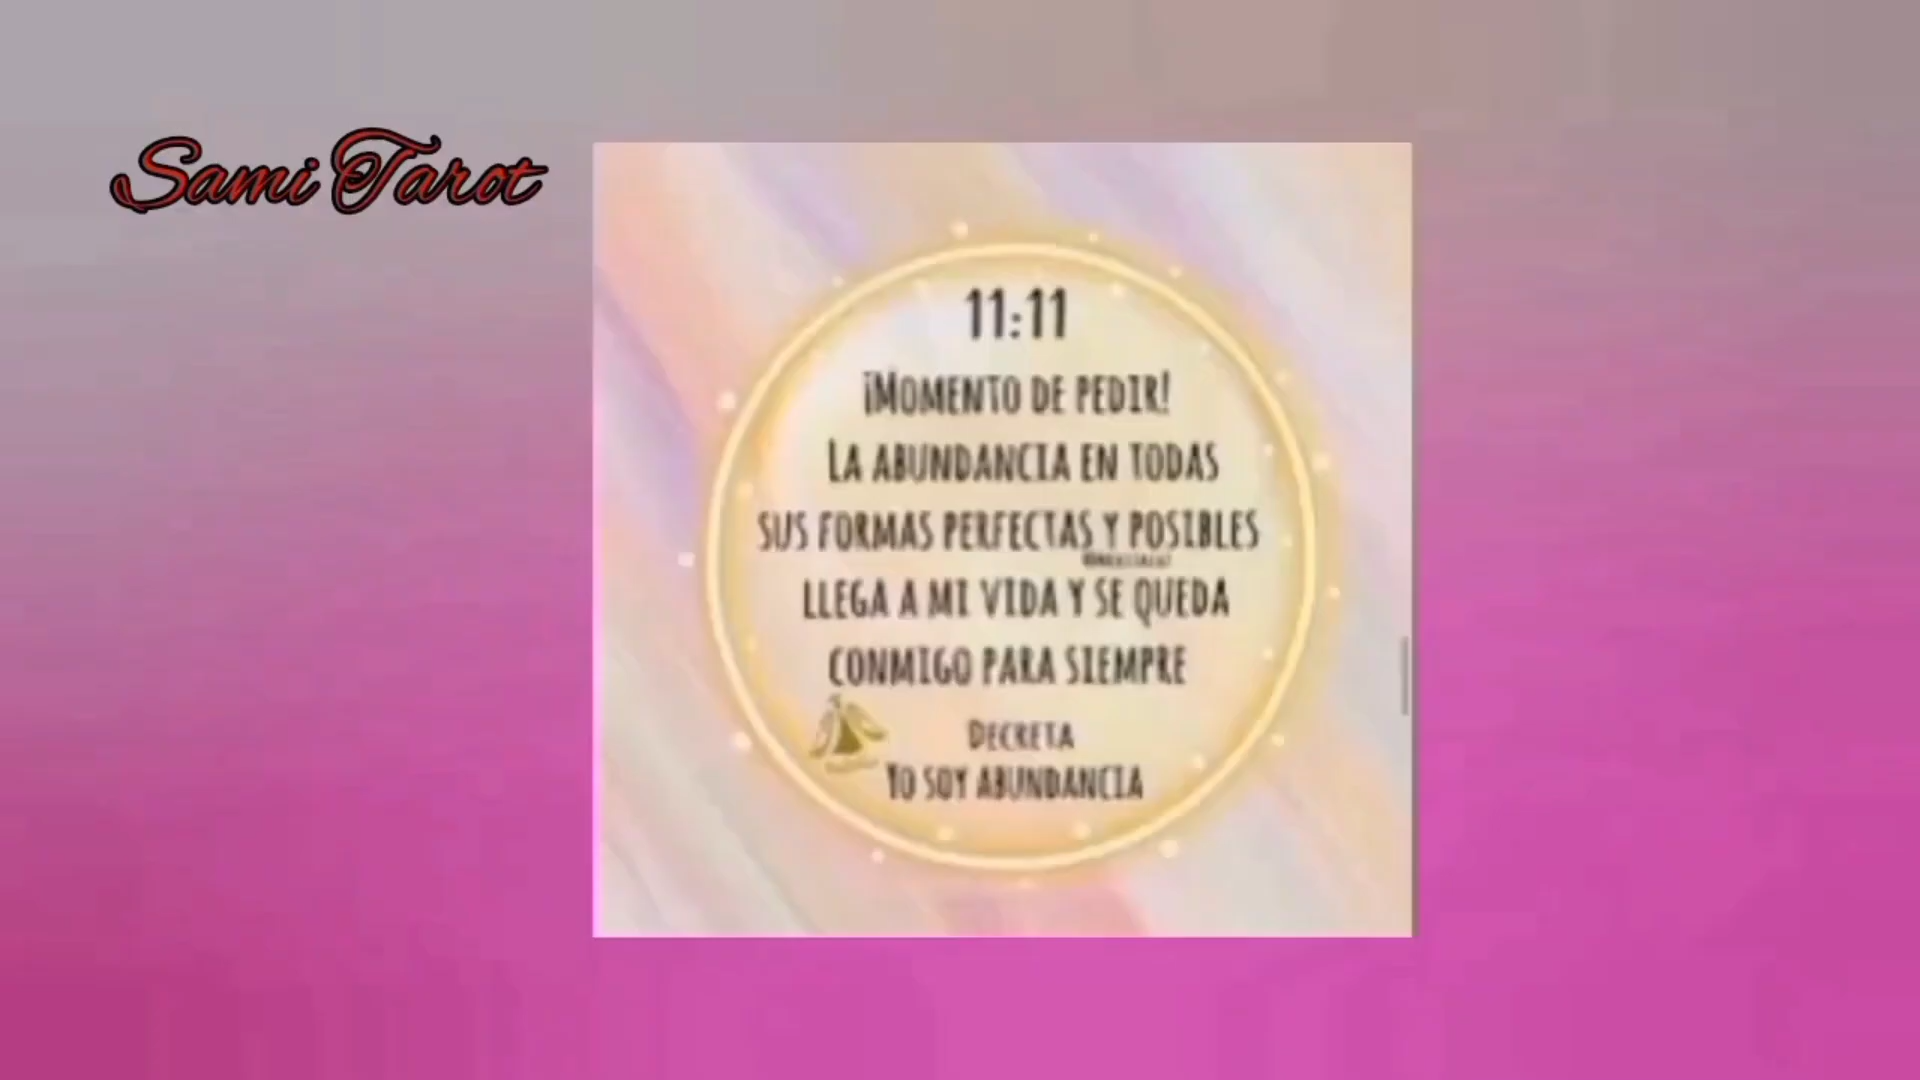 Sami Tarot
11:11
¡MOMENTO DE PEDIR!
LA ABUNDANCIA EN TODAS
SUS FORMAS PERFECTAS Y POSIBLES
LLEGA A MI VIDA Y SE QUEDA
CONMIGO PARA SIEMPRE
DECRETA
YO SOY ABUNDANCIA